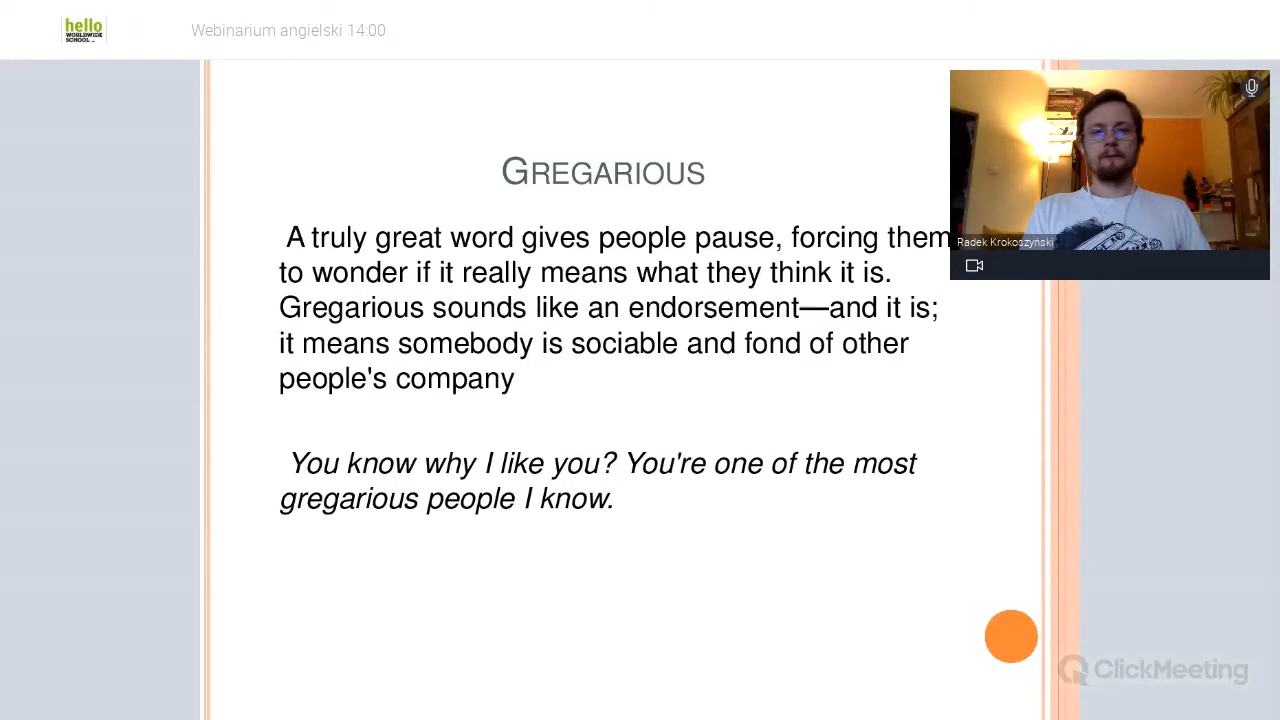 hello
WORLDWIDE
SCHOOL
Webinarium angielski 14:00
GREGARIOUS
A truly great word gives people pause, forcing them
to wonder if it really means what they think it is.
Gregarious sounds like an endorsement—and it is;
it means somebody is sociable and fond of other
people's company
You know why I like you? You're one of the most
gregarious people I know.
Radek Krokoszyński
ClickMeeting